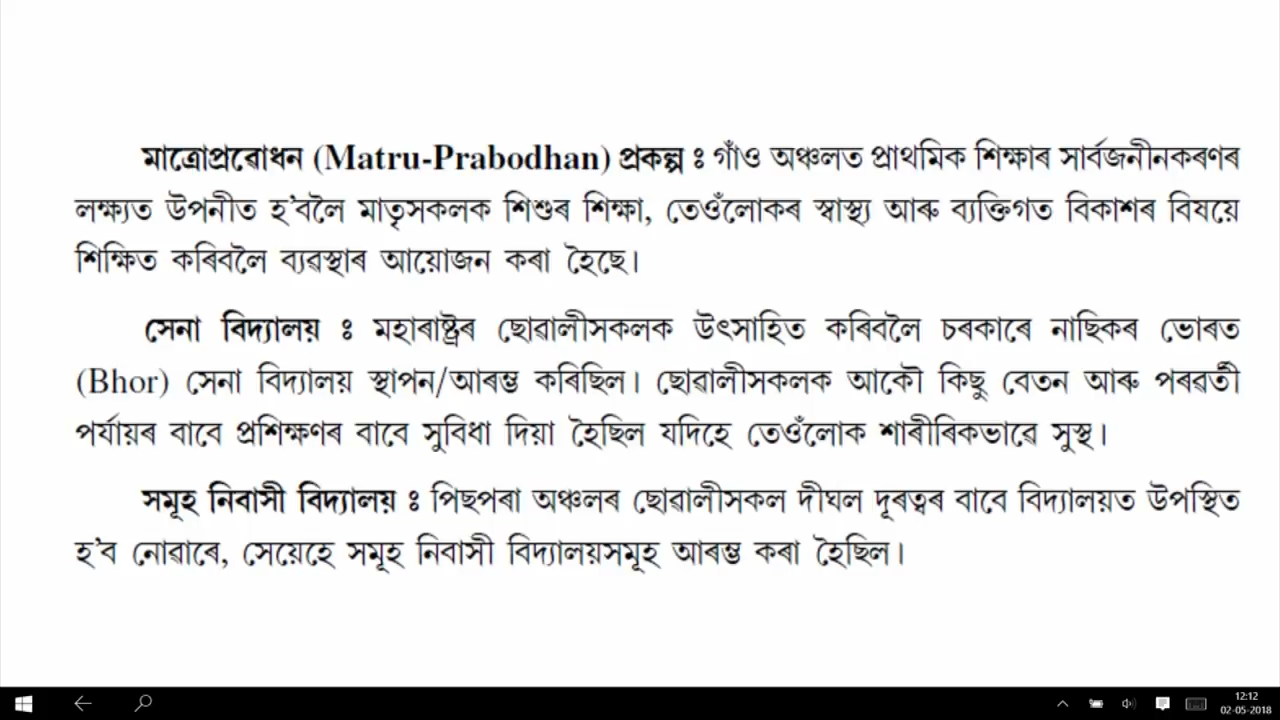 মাত্ৰোপ্ৰবোধন (Matru-Prabodhan) প্ৰকল্প ঃ গাঁও অঞ্চলত প্ৰাথমিক শিক্ষাৰ সাৰ্বজনীনকৰণৰ
লক্ষ্যত উপনীত হ'বলৈ মাতৃসকলক শিশুৰ শিক্ষা, তেওঁলোকৰ স্বাস্থ্য আৰু ব্যক্তিগত বিকাশৰ বিষয়ে
শিক্ষিত কৰিবলৈ ব্যৱস্থাৰ আয়োজন কৰা হৈছে।
সেনা বিদ্যালয় ঃ মহাৰাষ্ট্ৰৰ ছোৱালীসকলক উৎসাহিত কৰিবলৈ চৰকাৰে নাছিকৰ ভোৰত
(Bhor) সেনা বিদ্যালয় স্থাপন/আৰম্ভ কৰিছিল। ছোৱালীসকলক আকৌ কিছু বেতন আৰু পৰৱৰ্তী
পৰ্যায়ৰ বাবে প্ৰশিক্ষণৰ বাবে সুবিধা দিয়া হৈছিল যদিহে তেওঁলোক শাৰীৰিকভাৱে সুস্থ।
সমূহ নিবাসী বিদ্যালয় ঃ পিছপৰা অঞ্চলৰ ছোৱালীসকল দীঘল দূৰত্বৰ বাবে বিদ্যালয়ত উপস্থিত
হ'ব নোৱাৰে, সেয়েহে সমূহ নিবাসী বিদ্যালয়সমূহ আৰম্ভ কৰা হৈছিল।
12:12
02-05-2018